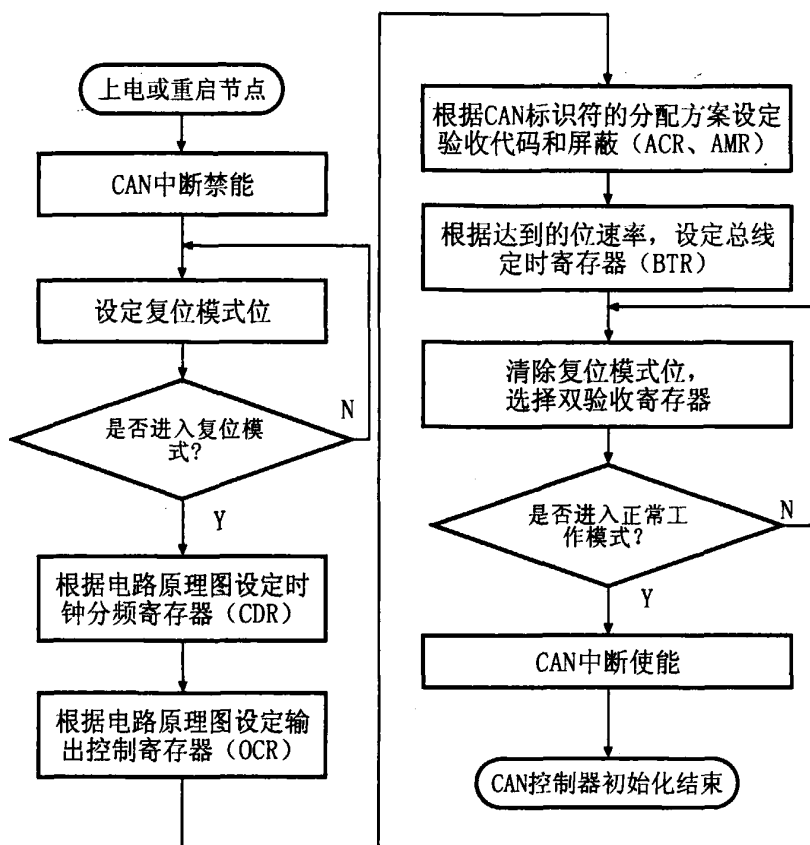 上电或重启节点
CAN中断禁能
设定复位模式位
是否进入复位模
式?
N
Y
根据电路原理图设定时
钟分频寄存器(CDR)
根据电路原理图设定输
出控制寄存器(OCR)
根据CAN标识符的分配方案设定
验收代码和屏蔽(ACR、AMR)
根据达到的位速率，设定总线
定时寄存器(BTR)
清除复位模式位，
选择双验收寄存器
是否进入正常工
作模式?
N
Y
CAN中断使能
CAN控制器初始化结束